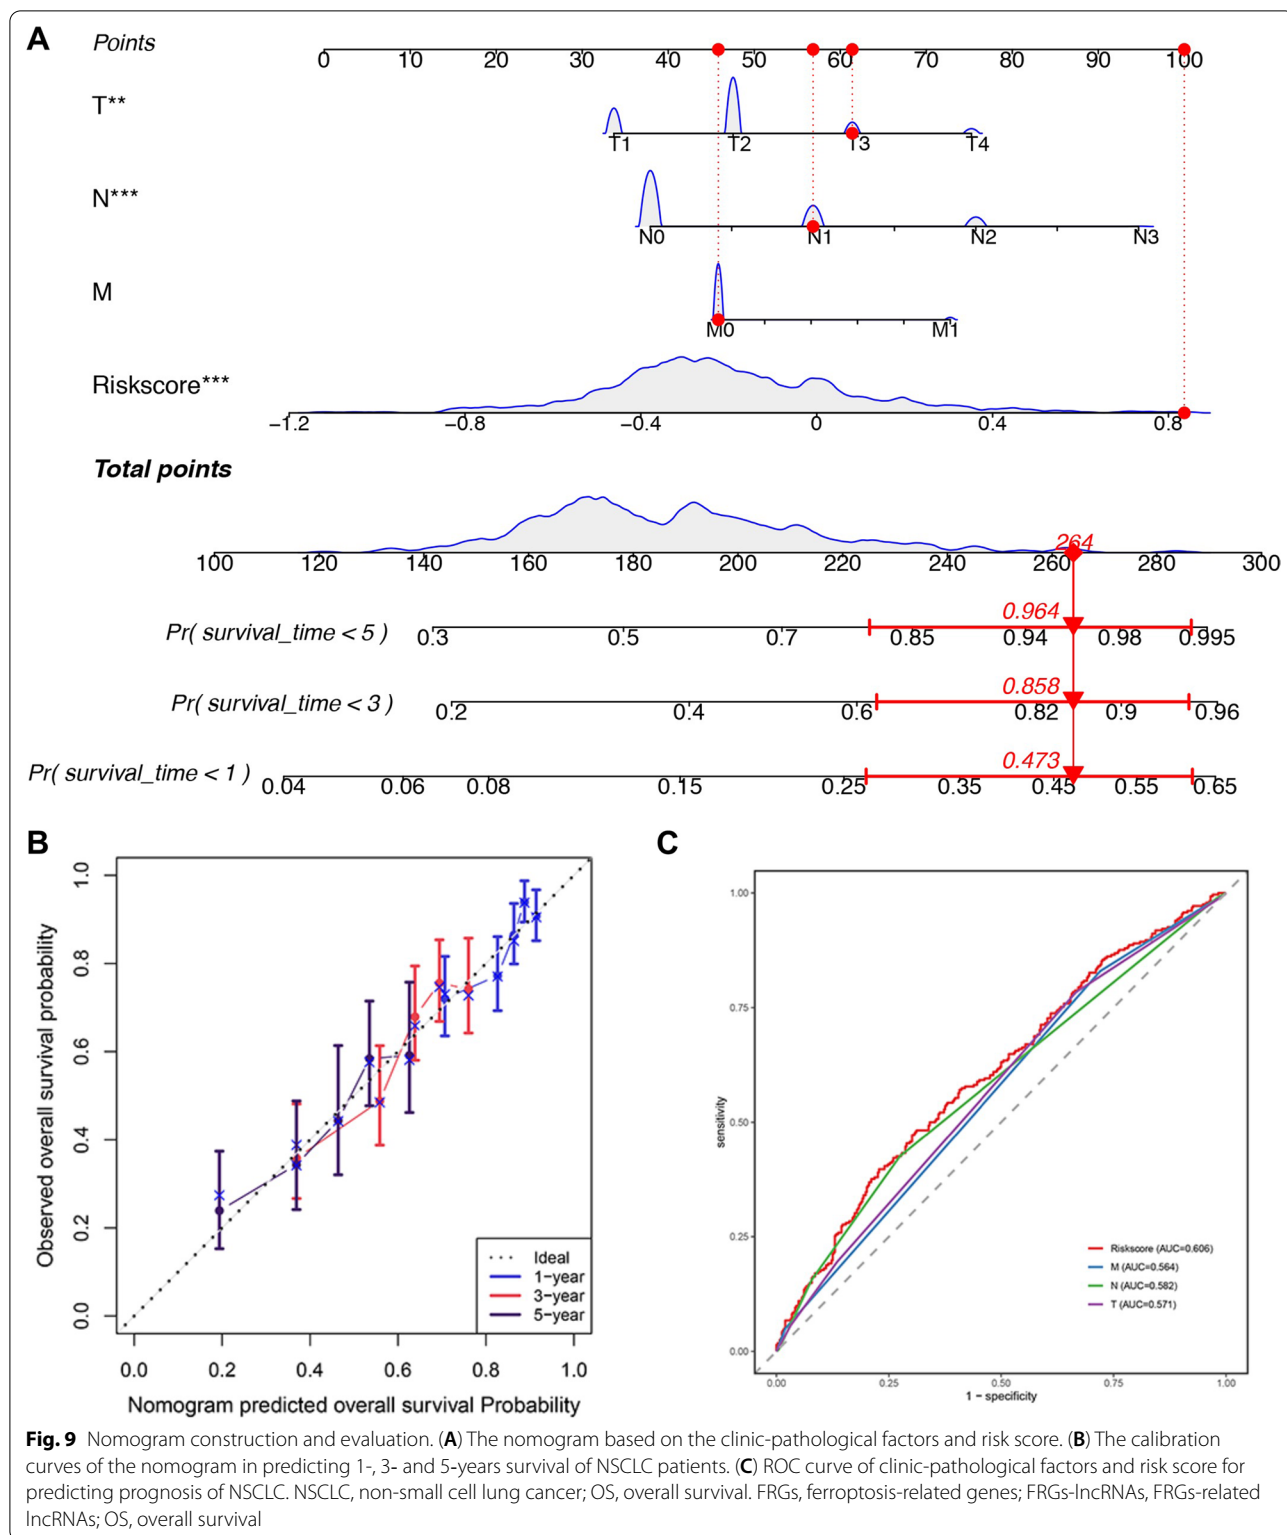 A
Points
0 10 20 30 40 50 60 70 80 90 100
T**
T1 T2 T3 T4
N***
N0 N1 N2 N3
M
M0 M1
Riskscore***
−1.2 −0.8 −0.4 0 0.4 0.8
Total points
264
100 120 140 160 180 200 220 240 260 280 300
0.964
Pr( survival_time < 5 )
0.3 0.5 0.7 0.85 0.94 0.98 0.995
0.858
Pr( survival_time < 3 )
0.2 0.4 0.6 0.82 0.9 0.96
0.473
Pr( survival_time < 1 )
0.04 0.06 0.08 0.15 0.25 0.35 0.45 0.55 0.65
B
Observed overall survival probability
1.0
0.8
0.6
0.4
0.2
0.0
Ideal
1−year
3−year
5−year
0.0 0.2 0.4 0.6 0.8 1.0
Nomogram predicted overall survival Probability
C
sensitivity
1.00
0.75
0.50
0.25
0.00
Riskscore (AUC=0.606)
M (AUC=0.564)
N (AUC=0.582)
T (AUC=0.571)
0.00 0.25 0.50 0.75 1.00
1 − specificity
Fig. 9 Nomogram construction and evaluation. (A) The nomogram based on the clinic-pathological factors and risk score. (B) The calibration
curves of the nomogram in predicting 1-, 3- and 5-years survival of NSCLC patients. (C) ROC curve of clinic-pathological factors and risk score for
predicting prognosis of NSCLC. NSCLC, non-small cell lung cancer; OS, overall survival. FRGs, ferroptosis-related genes; FRGs-lncRNAs, FRGs-related
lncRNAs; OS, overall survival